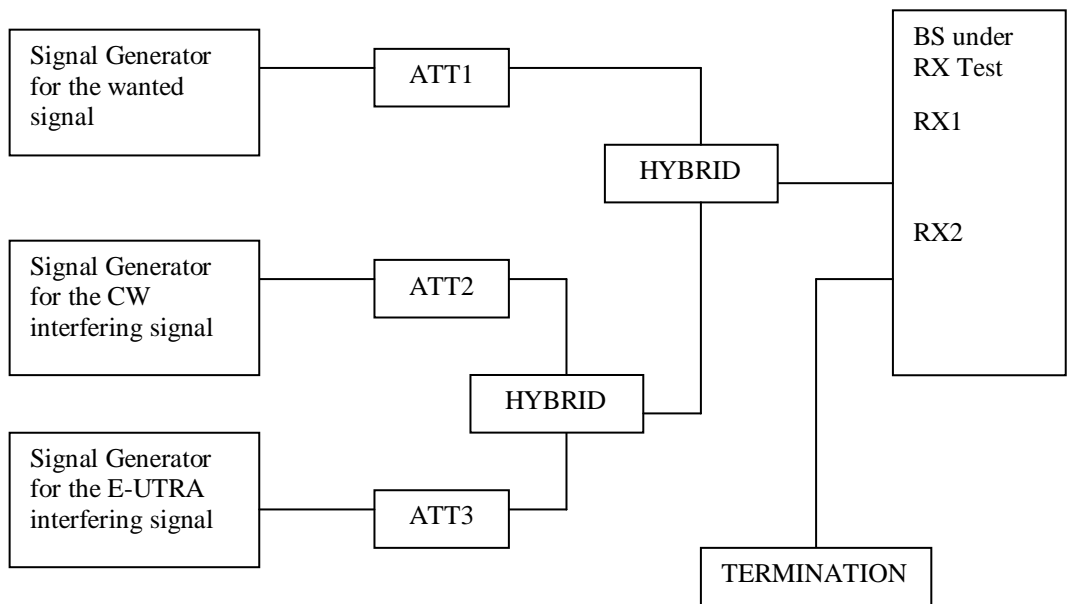 Signal Generator
for the wanted
signal
ATT1
HYBRID
BS under
RX Test
RX1
RX2
Signal Generator
for the CW
interfering signal
ATT2
HYBRID
Signal Generator
for the E-UTRA
interfering signal
ATT3
TERMINATION